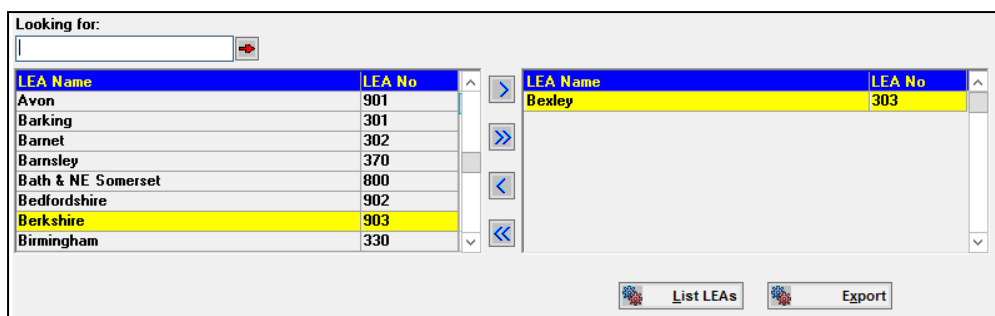 Looking for:
LEA Name LEA No
Avon 901
Barking 301
Barnet 302
Barnsley 370
Bath & NE Somerset 800
Bedfordshire 902
Berkshire 903
Birmingham 330
LEA Name LEA No
Bexley 303
List LEAs Export